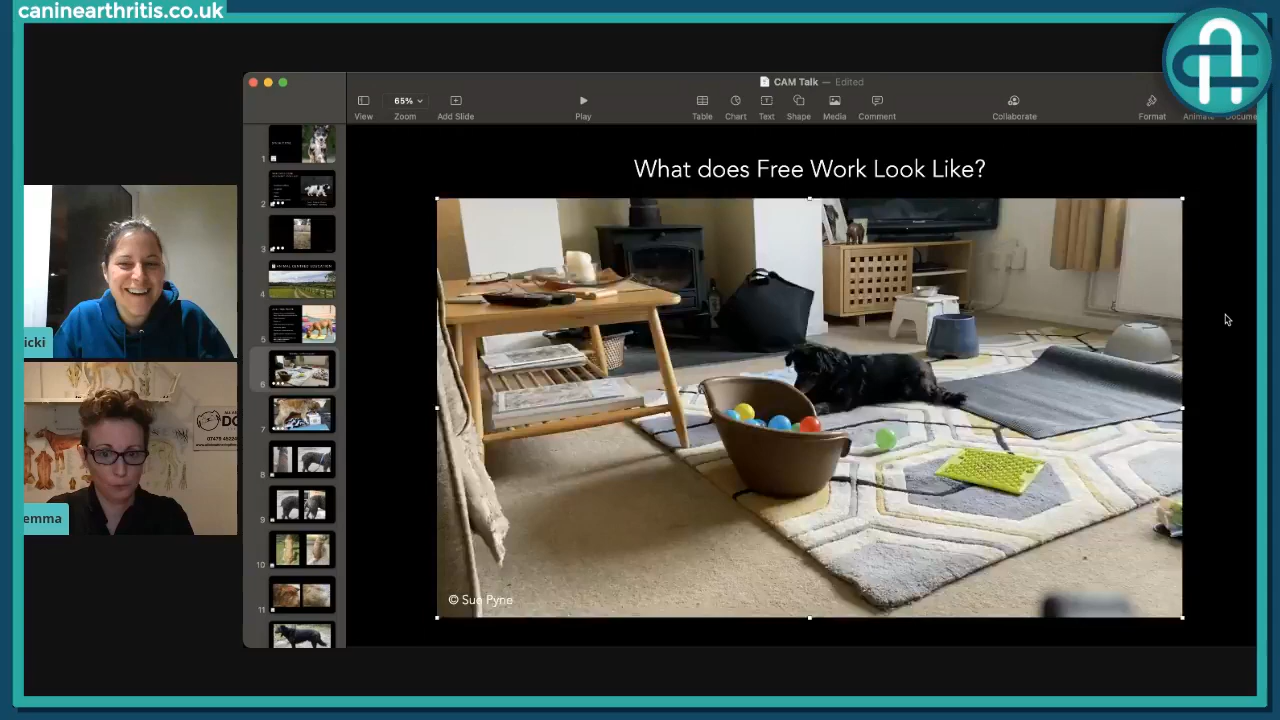 caninearthritis.co.uk
CAM Talk — Edited
65%
View
Zoom
Add Slide
Play
Table
Chart
Text
Shape
Media
Comment
Collaborate
Format
What does Free Work Look Like?
1
2
3
4
5
6
7
8
9
10
11
icki
emma
© Sue Pyne